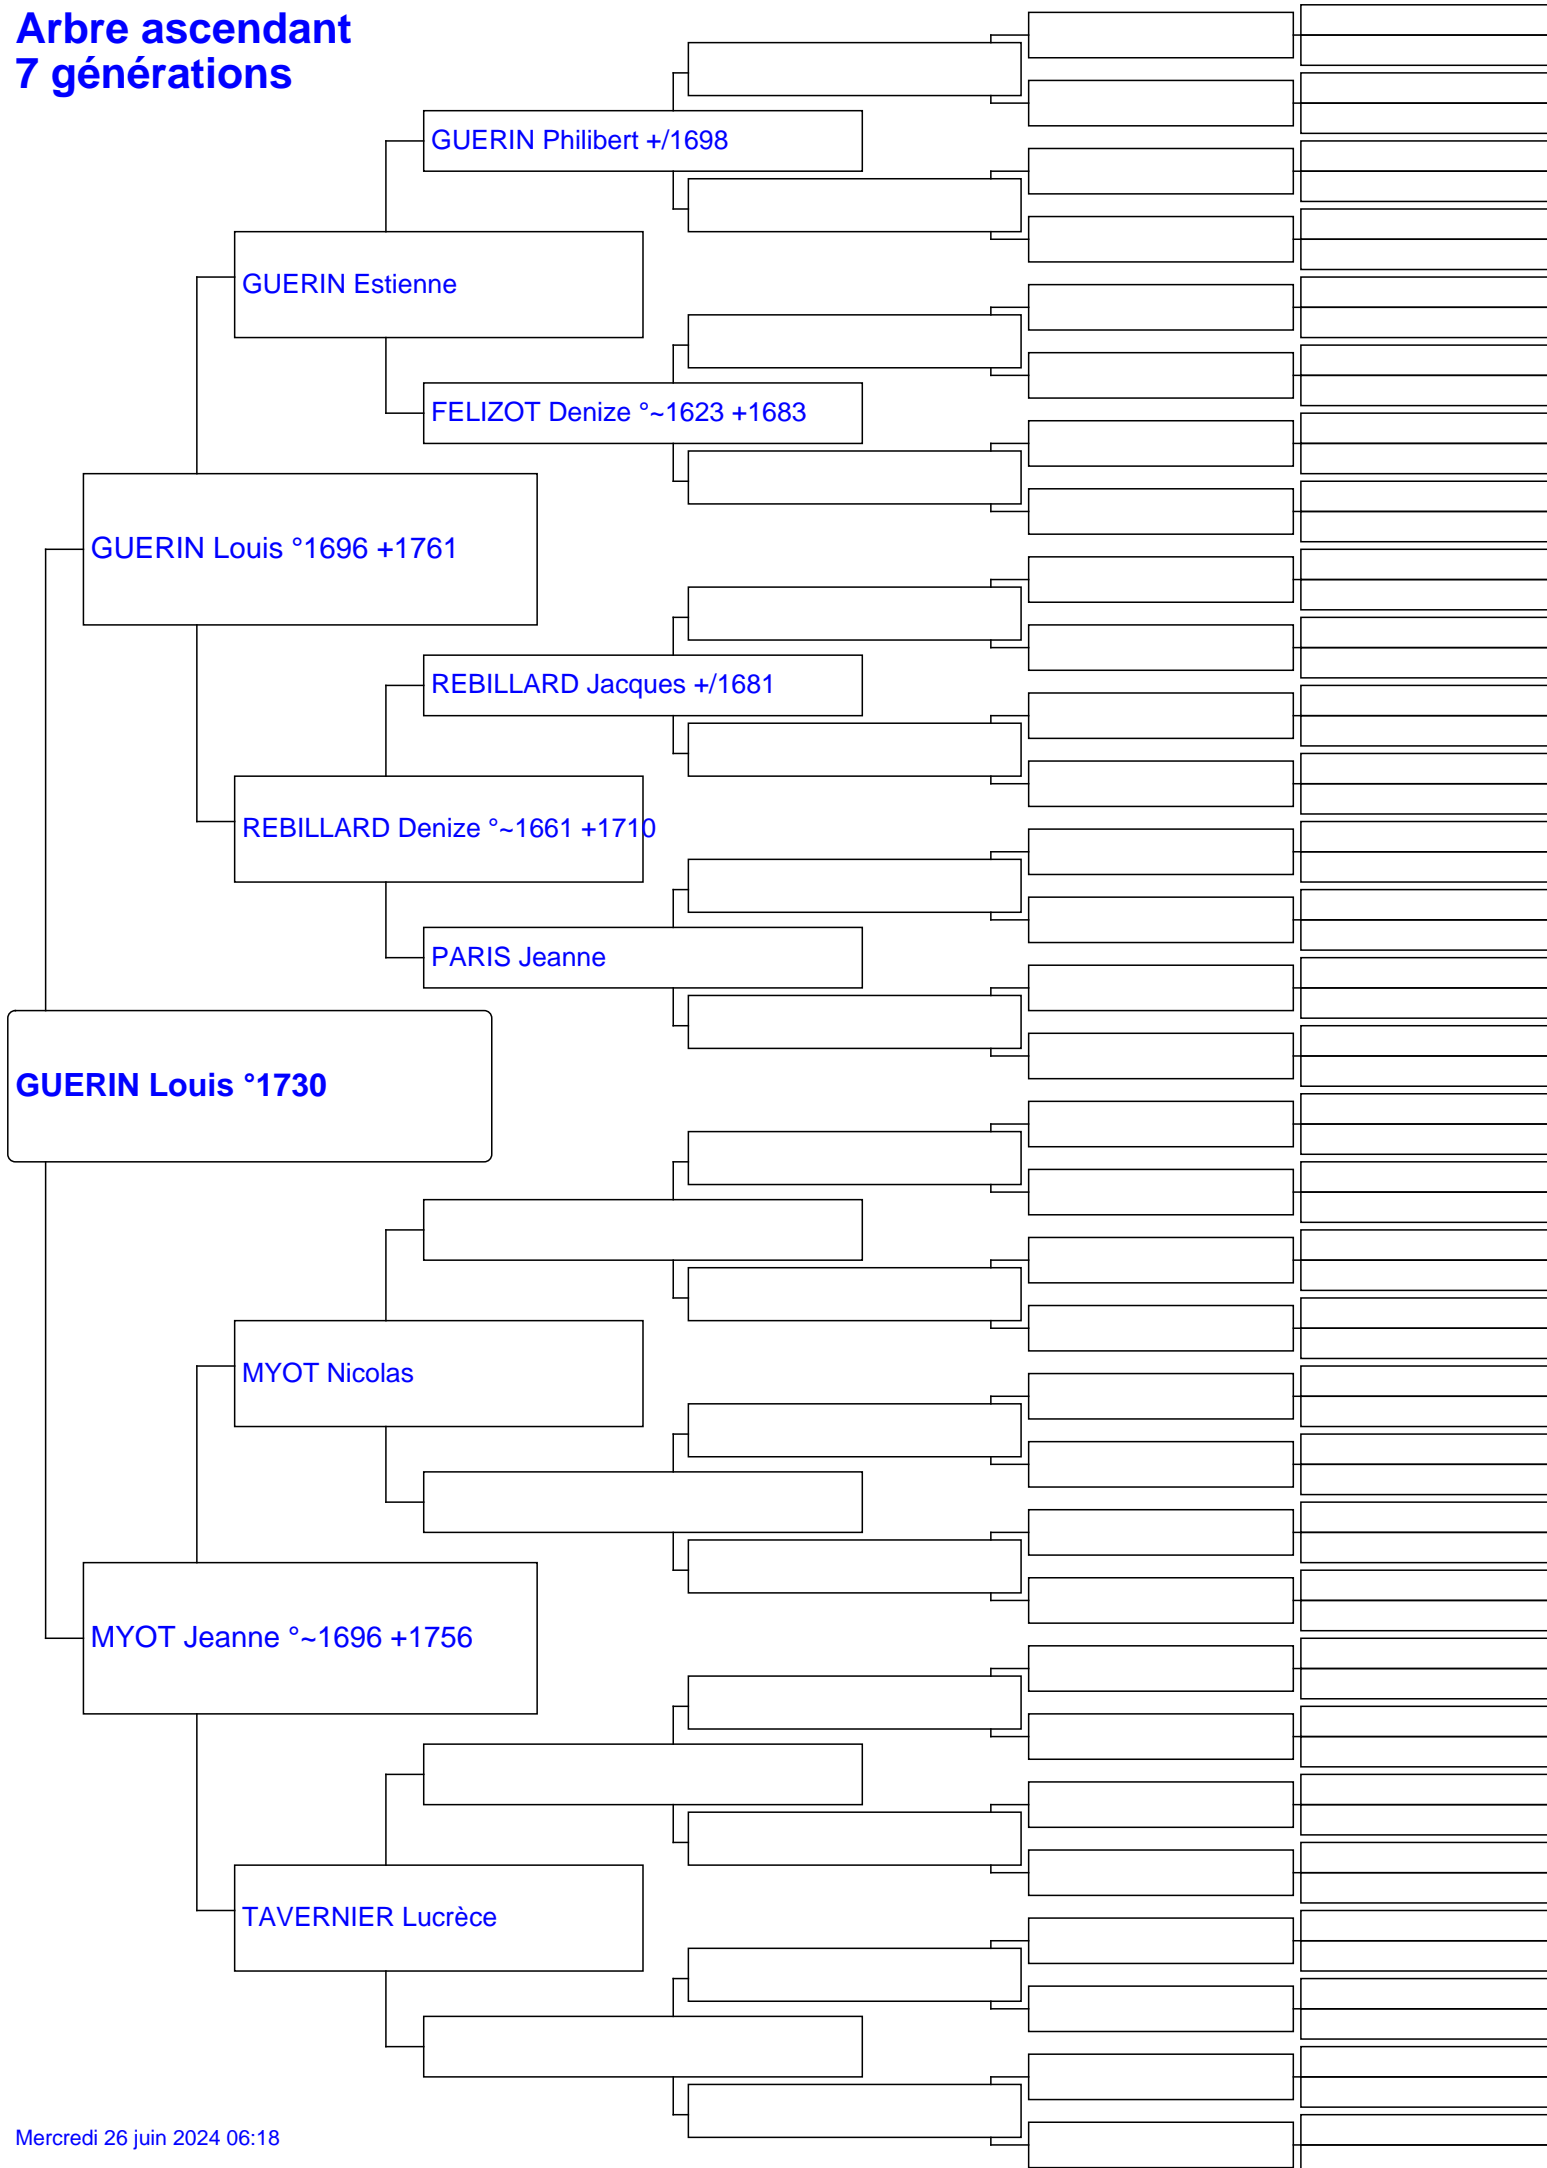 Arbre ascendant
7 générations
GUERIN Philibert +/1698
GUERIN Estienne
FELIZOT Denize °~1623 +1683
GUERIN Louis °1696 +1761
REBILLARD Jacques +/1681
REBILLARD Denize °~1661 +1710
PARIS Jeanne
GUERIN Louis °1730
MYOT Nicolas
MYOT Jeanne °~1696 +1756
TAVERNIER Lucrèce
Mercredi 26 juin 2024 06:18